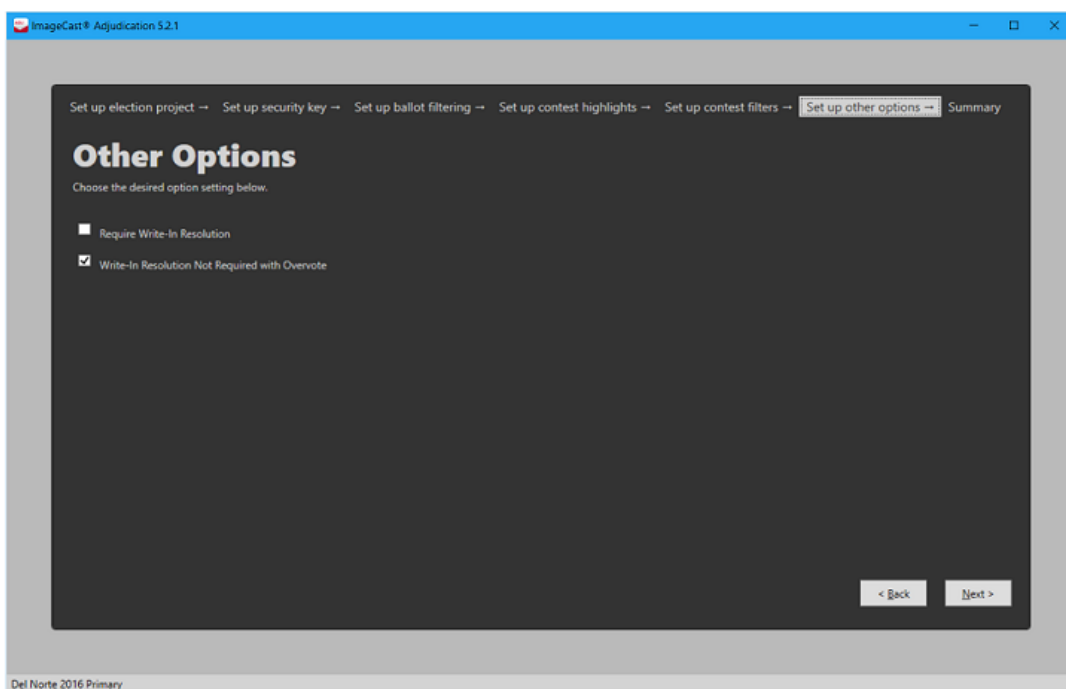 ImageCast® Adjudication 5.2.1
Set up election project → Set up security key → Set up ballot filtering → Set up contest highlights → Set up contest filters → Set up other options → Summary
Other Options
Choose the desired option setting below.
Require Write-In Resolution
Write-In Resolution Not Required with Overvote
< Back Next >
Del Norte 2016 Primary